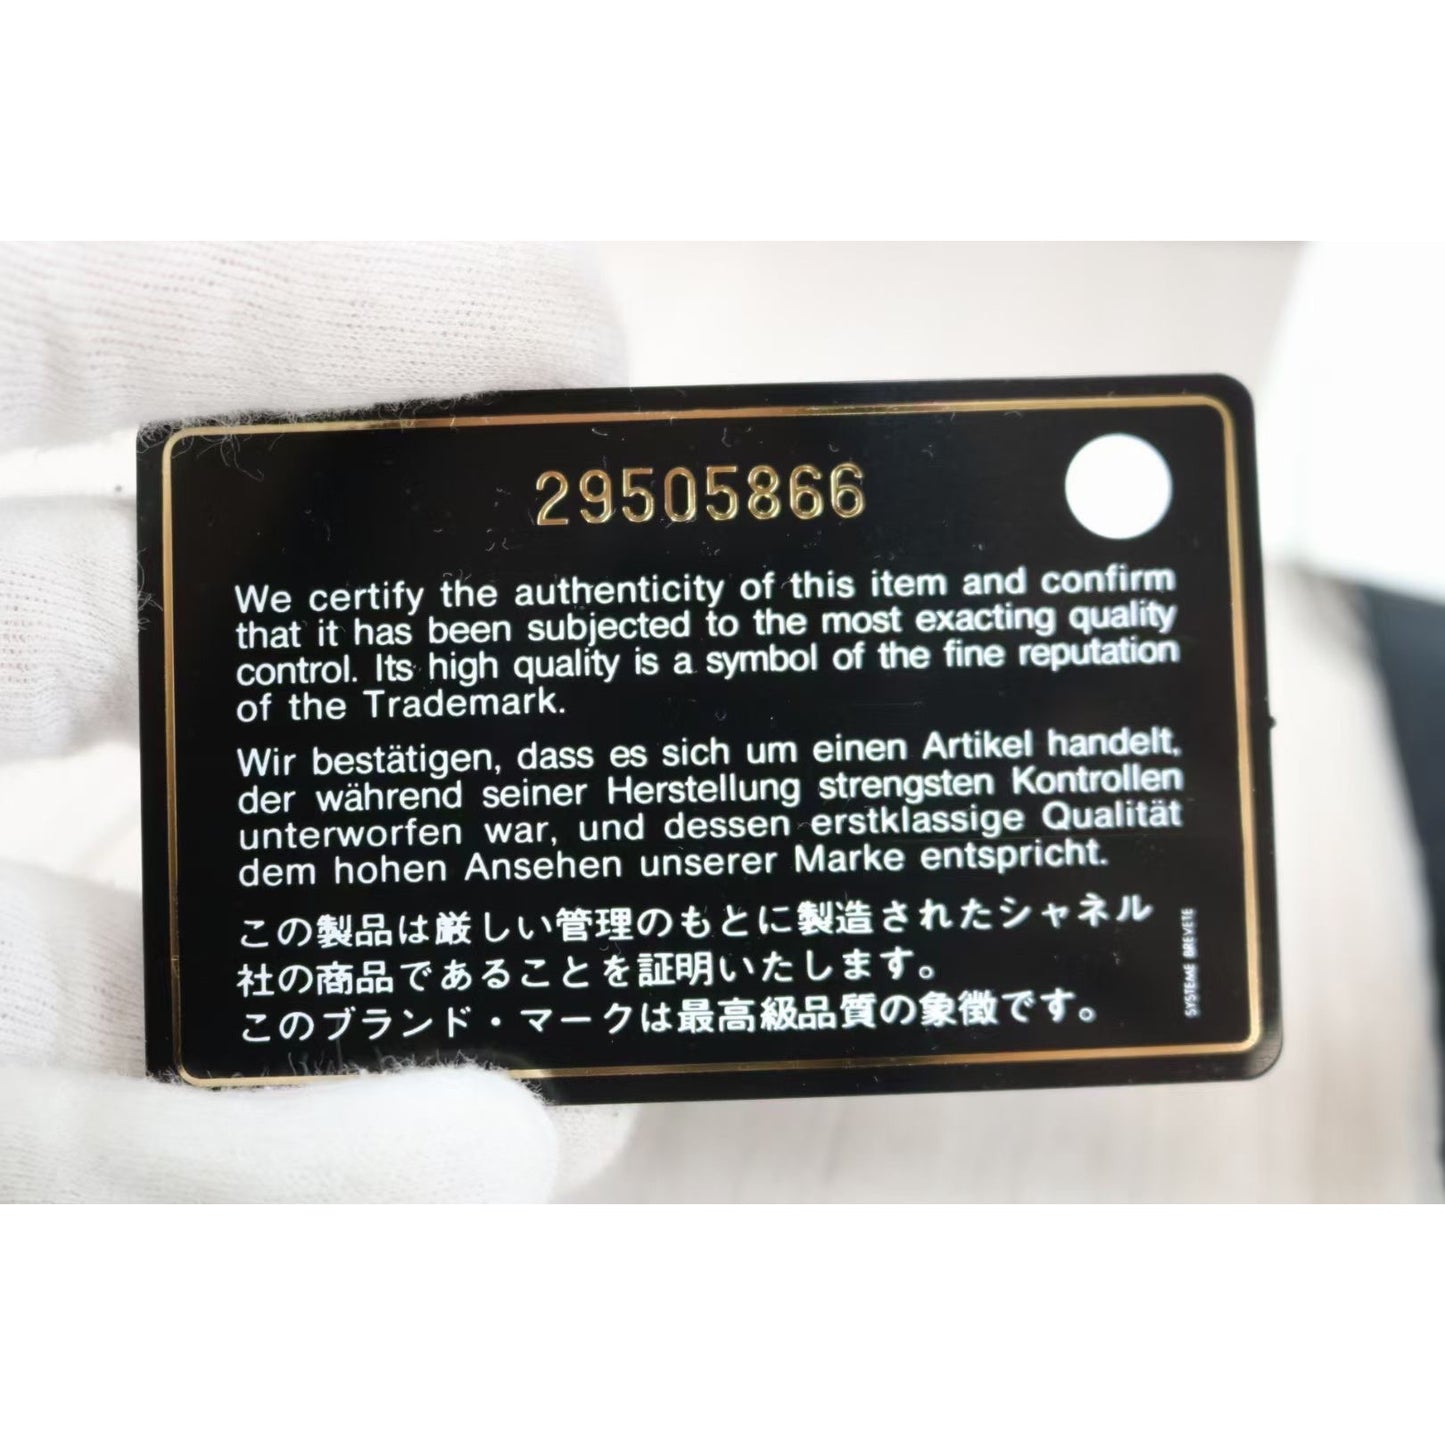 29505866
We certify the authenticity of this item and confirm
that it has been subjected to the most exacting quality
control. Its high quality is a symbol of the fine reputation
of the Trademark.
Wir bestätigen, dass es sich um einen Artikel handelt,
der während seiner Herstellung strengsten Kontrollen
unterworfen war, und dessen erstklassige Qualität
dem hohen Ansehen unserer Marke entspricht.
この製品は厳しい管理のもとに製造されたシャネル
社の商品であることを証明いたします。
このブランド・マークは最高級品質の象徴です。
SYSTEME BREVETE